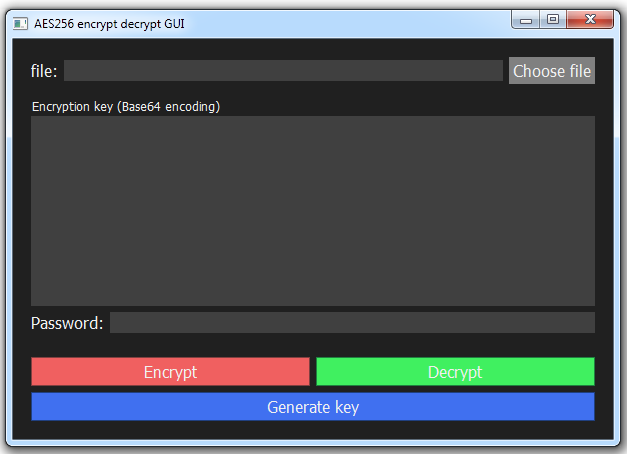 AES256 encrypt decrypt GUI
file: Choose file
Encryption key (Base64 encoding)
Password:
Encrypt Decrypt
Generate key